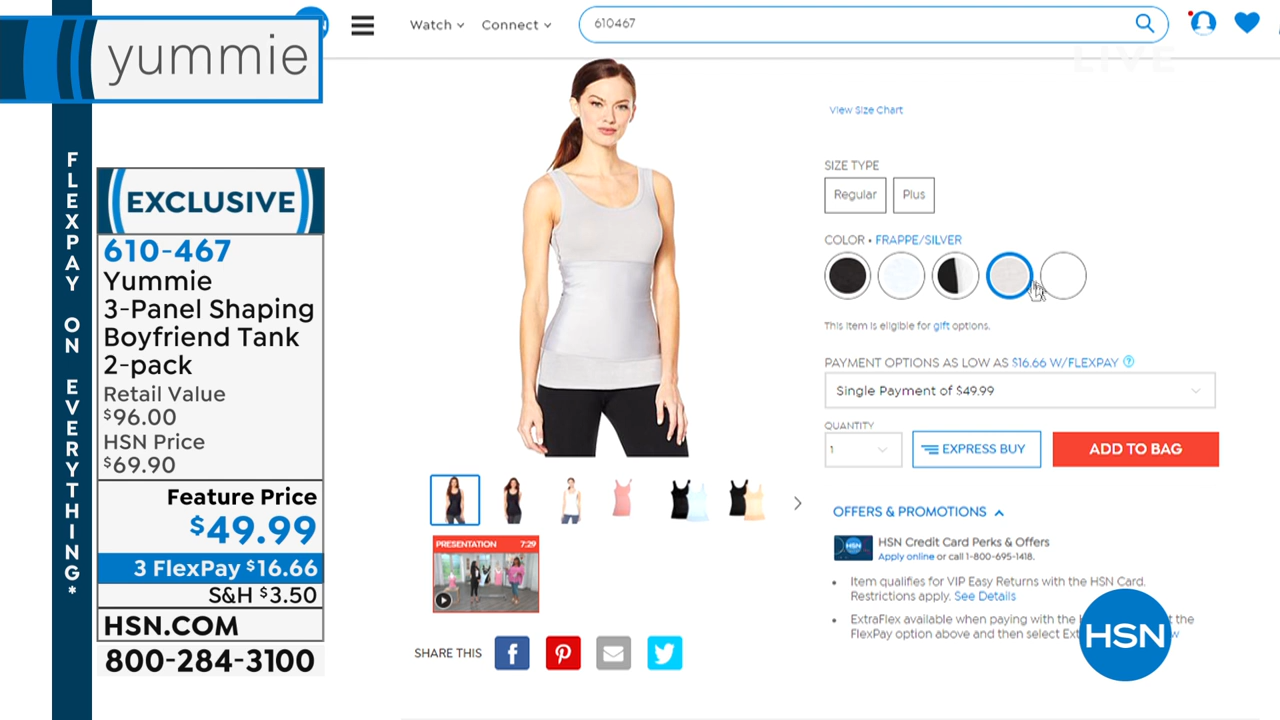 yummie
FLEXPAY ON EVERYTHING*
EXCLUSIVE
610-467
Yummie
3-Panel Shaping
Boyfriend Tank
2-pack
Retail Value
$96.00
HSN Price
$69.90
Feature Price
$49.99
3 FlexPay $16.66
S&H $3.50
HSN.COM
800-284-3100
Watch
Connect
610467
LIVE
View Size Chart
SIZE TYPE
Regular
Plus
COLOR • FRAPPE/SILVER
This item is eligible for gift options.
PAYMENT OPTIONS AS LOW AS $16.66 W/FLEXPAY ?
Single Payment of $49.99
QUANTITY
1
EXPRESS BUY
ADD TO BAG
PRESENTATION 7:29
SHARE THIS
OFFERS & PROMOTIONS
HSN
HSN Credit Card Perks & Offers
Apply online or call 1-800-695-1418.
• Item qualifies for VIP Easy Returns with the HSN Card.
Restrictions apply. See Details
• ExtraFlex available when paying with the
FlexPay option above and then select
HSN